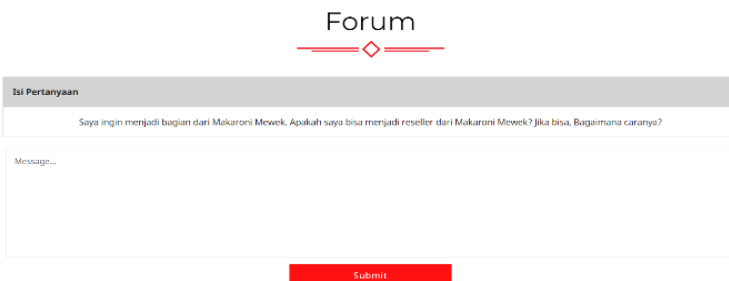 Forum
Isi Pertanyaan
Saya ingin menjadi bagian dari Makaroni Mewek. Apakah saya bisa menjadi reseller dari Makaroni Mewek? Jika bisa, Bagaimana caranya?
Message...
Submit